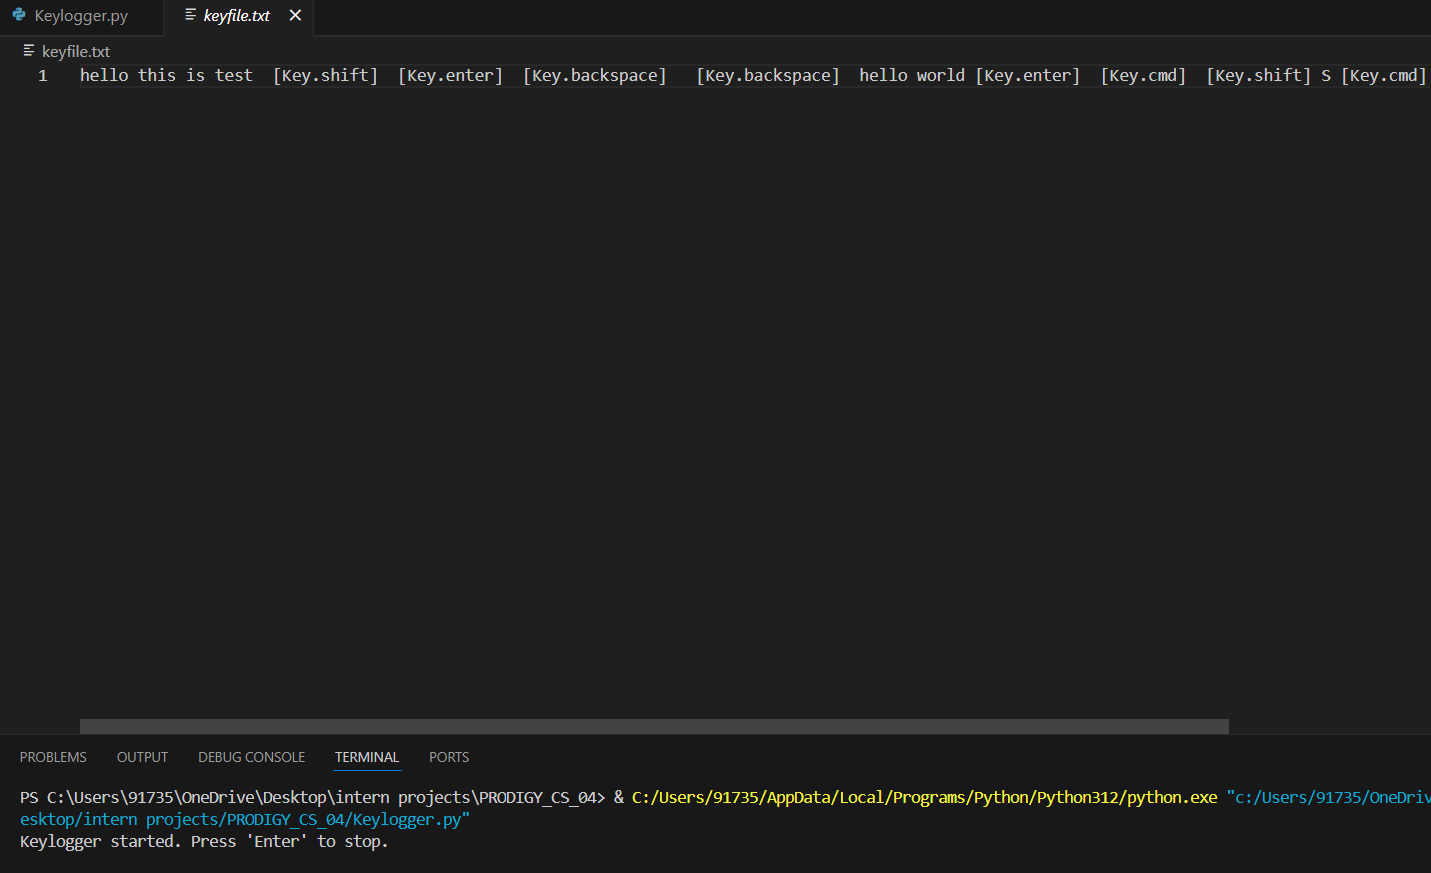 Keylogger.py keyfile.txt
keyfile.txt
1 hello this is test [Key.shift] [Key.enter] [Key.backspace] [Key.backspace] hello world [Key.enter] [Key.cmd] [Key.shift] S [Key.cmd]
PROBLEMS OUTPUT DEBUG CONSOLE TERMINAL PORTS
PS C:\Users\91735\OneDrive\Desktop\intern projects\PRODIGY_CS_04> & C:/Users/91735/AppData/Local/Programs/Python/Python312/python.exe "c:/Users/91735/OneDriv
esktop/intern projects/PRODIGY_CS_04/Keylogger.py"
Keylogger started. Press 'Enter' to stop.